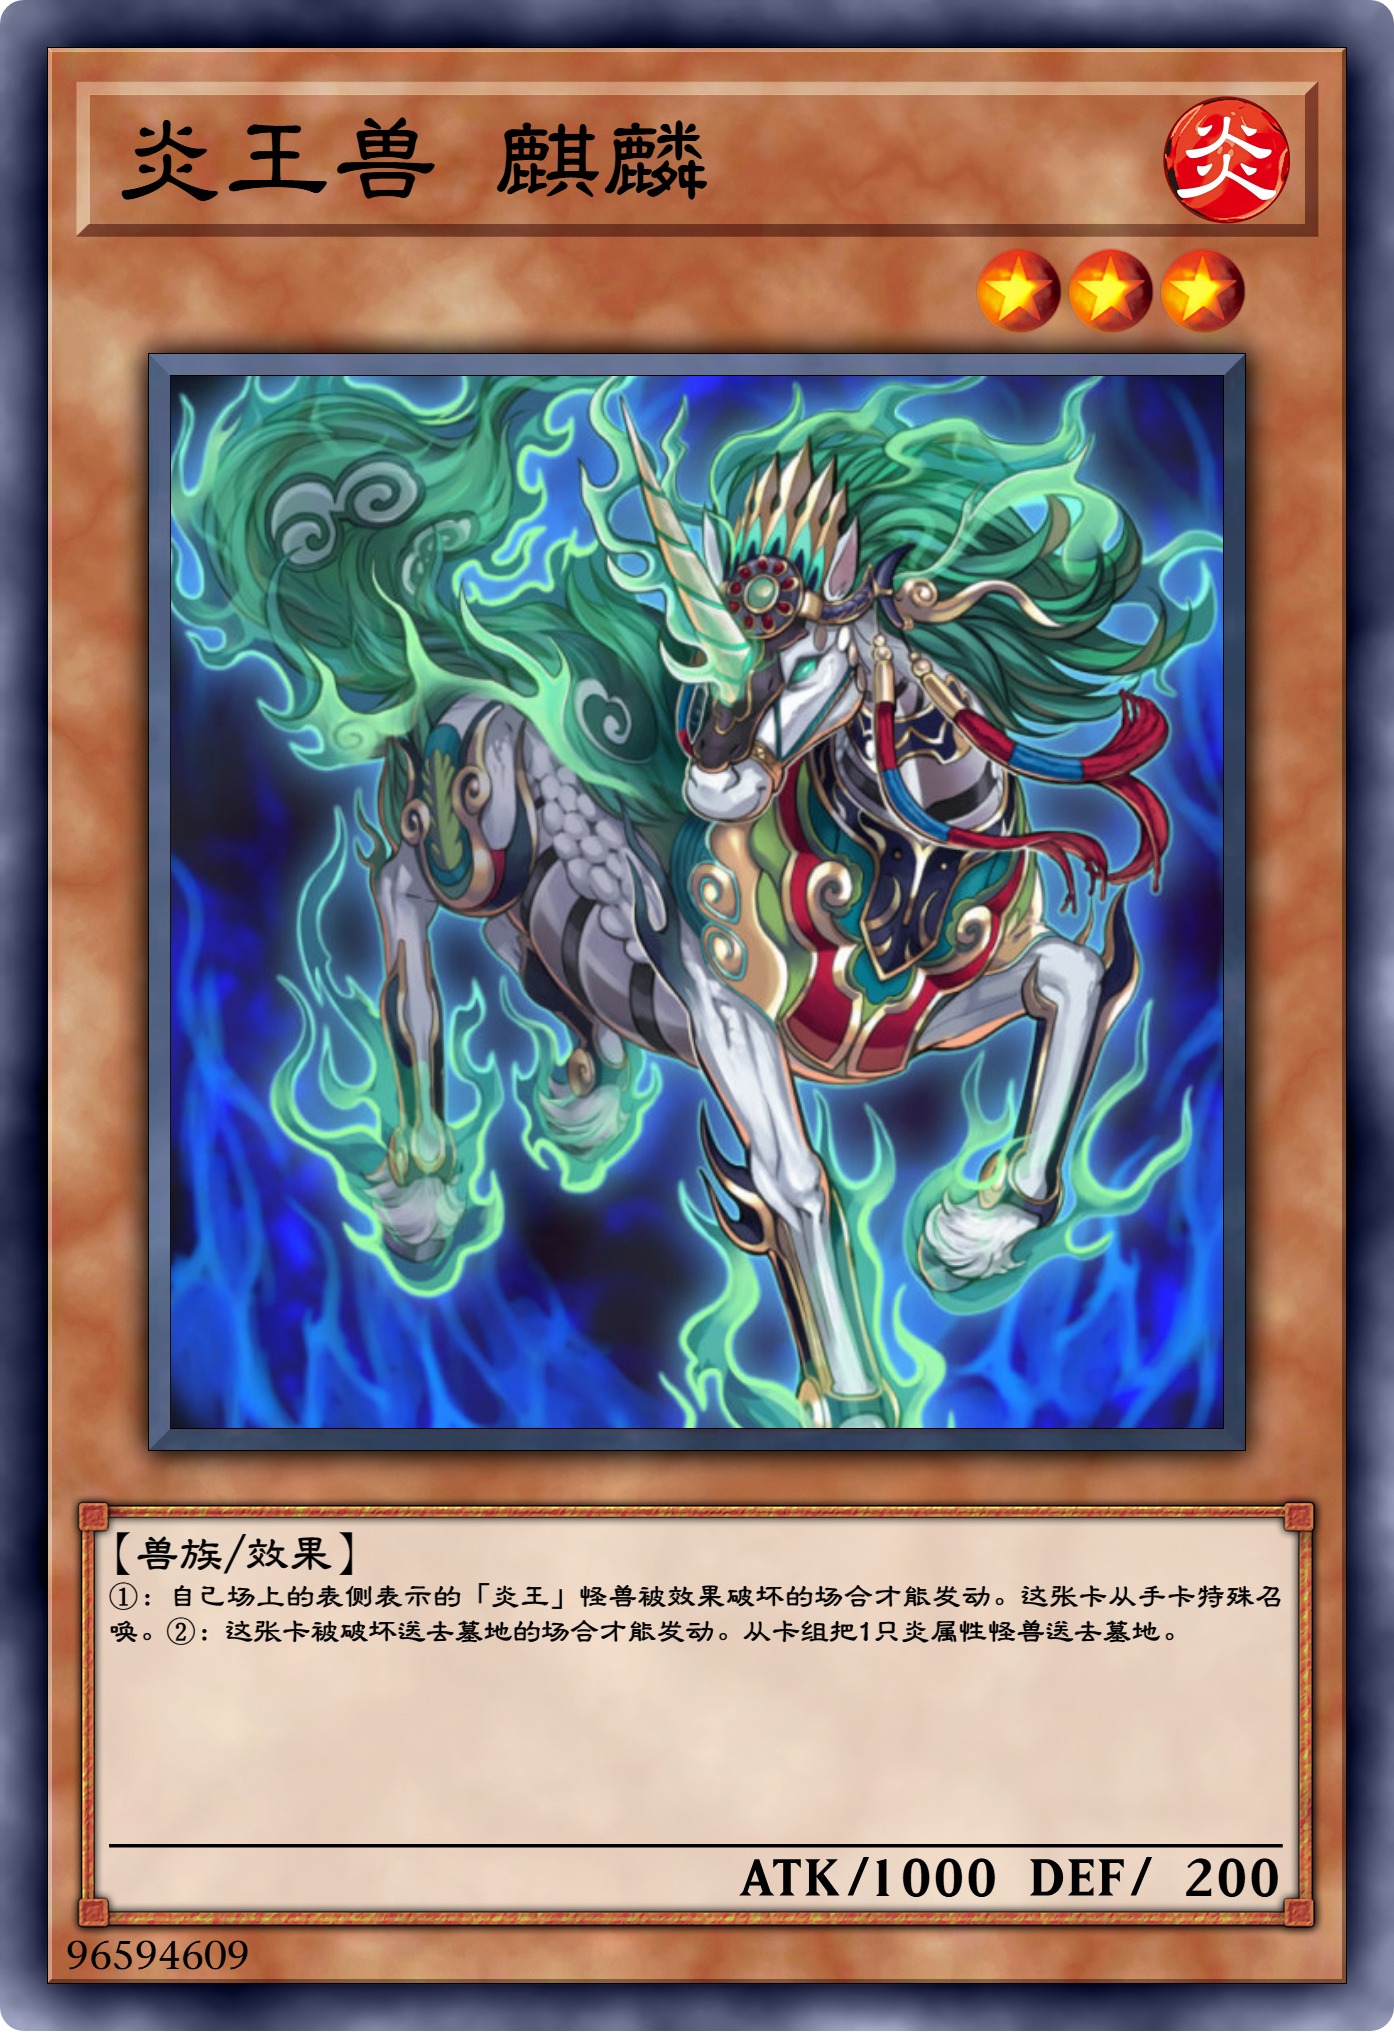 炎王兽 麒麟
炎
【兽族/效果】
①：自己场上的表侧表示的「炎王」怪兽被效果破坏的场合才能发动。这张卡从手卡特殊召
唤。②：这张卡被破坏送去墓地的场合才能发动。从卡组把1只炎属性怪兽送去墓地。
ATK/1000 DEF/ 200
96594609